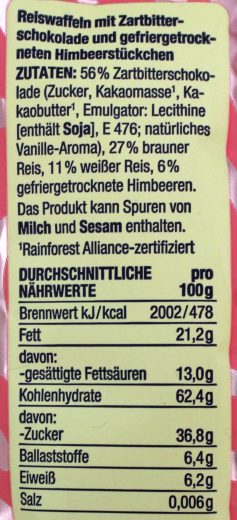 Reiswaffeln mit Zartbitter-
schokolade und gefriergetrock-
neten Himbeerstückchen
ZUTATEN: 56% Zartbitterschoko-
lade (Zucker, Kakaomasse¹, Ka-
kaobutter¹, Emulgator: Lecithine
[enthält Soja], E 476; natürliches
Vanille-Aroma), 27% brauner
Reis, 11% weißer Reis, 6%
gefriergetrocknete Himbeeren.
Das Produkt kann Spuren von
Milch und Sesam enthalten.
¹Rainforest Alliance-zertifiziert
DURCHSCHNITTLICHE pro
NÄHRWERTE 100g
Brennwert kJ/kcal 2002/478
Fett 21,2g
davon:
-gesättigte Fettsäuren 13,0g
Kohlenhydrate 62,4g
davon:
-Zucker 36,8g
Ballaststoffe 6,4g
Eiweiß 6,2g
Salz 0,006g